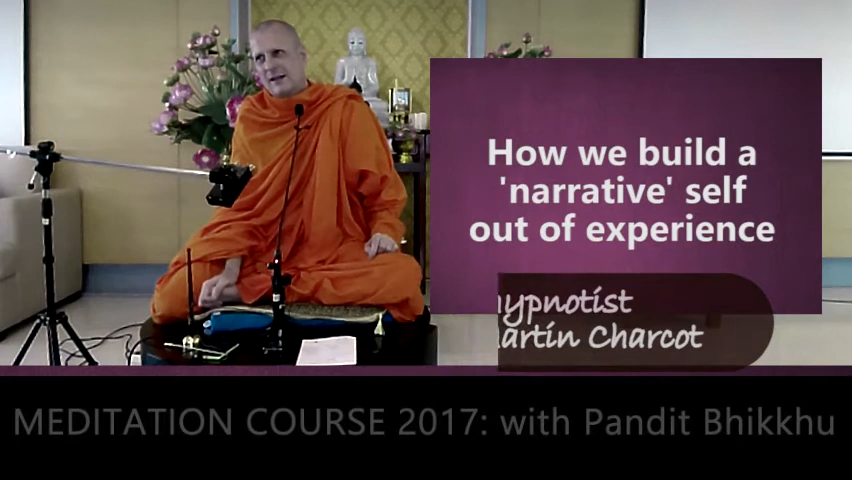 How we build a
'narrative' self
out of experience
ypnotist
artin Charcot
MEDITATION COURSE 2017: with Pandit Bhikkhu